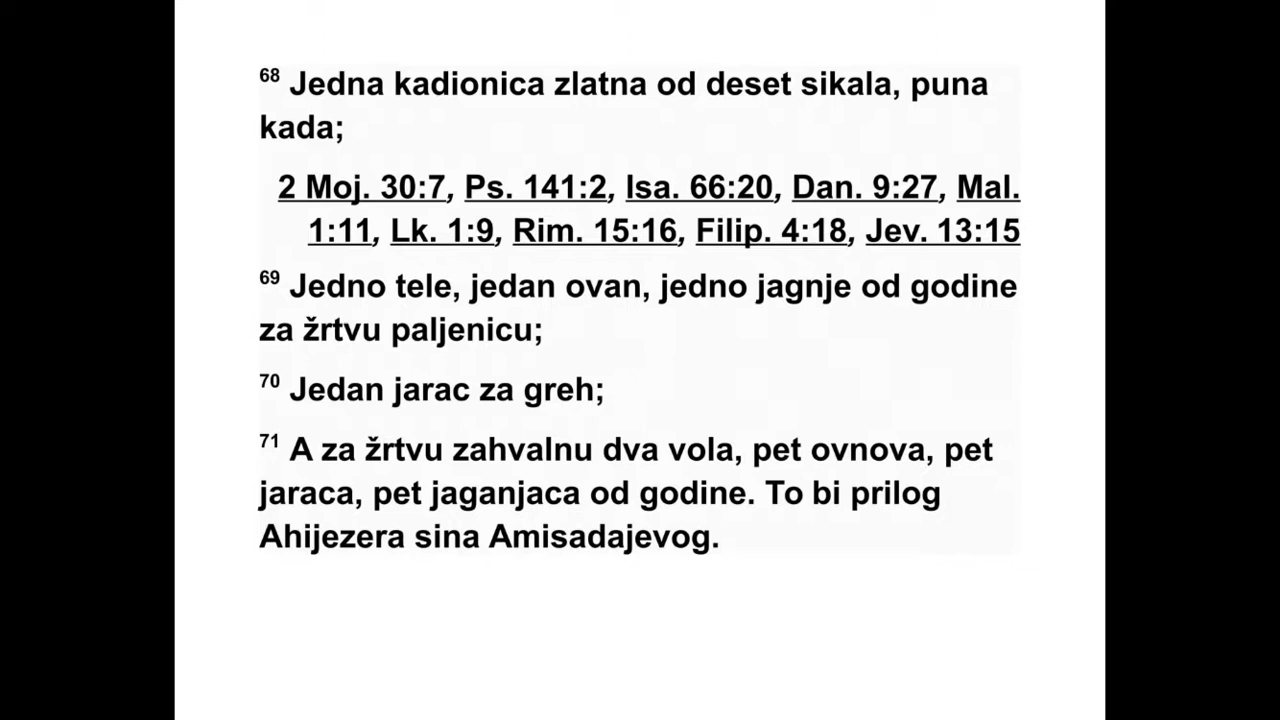 68 Jedna kadionica zlatna od deset sikala, puna
kada;
2 Moj. 30:7, Ps. 141:2, Isa. 66:20, Dan. 9:27, Mal.
1:11, Lk. 1:9, Rim. 15:16, Filip. 4:18, Jev. 13:15
69 Jedno tele, jedan ovan, jedno jagnje od godine
za žrtvu paljenicu;
70 Jedan jarac za greh;
71 A za žrtvu zahvalnu dva vola, pet ovnova, pet
jaraca, pet jaganjaca od godine. To bi prilog
Ahijezera sina Amisadajevog.